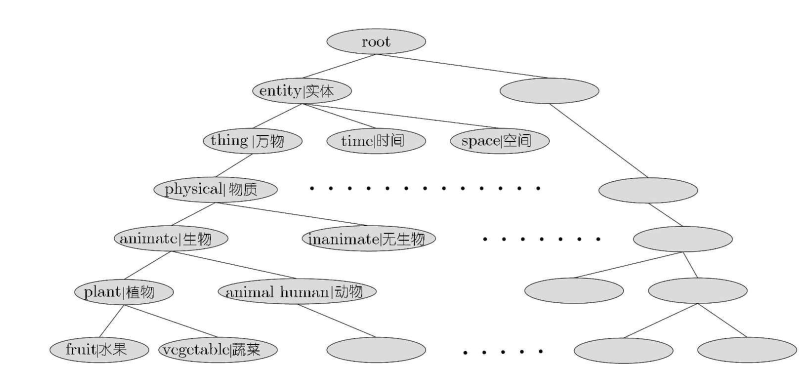 root
entity|实体
thing|万物
time|时间
space|空间
physical|物质
animate|生物
inanimate|无生物
plant|植物
animal human|动物
fruit|水果
vegetable|蔬菜